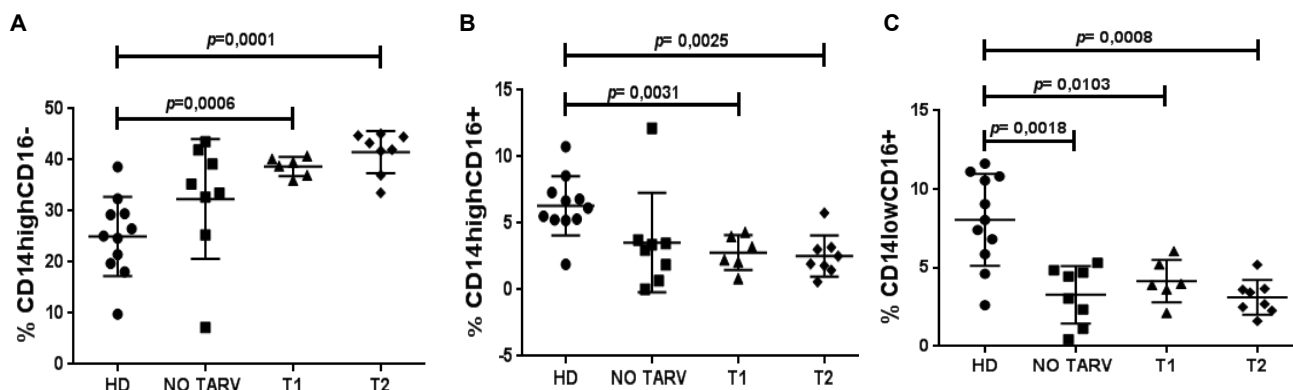 A
p=0,0001
p=0,0006
% CD14highCD16-
50
40
30
20
10
0
HD NO TARV T1 T2
B
p= 0,0025
p= 0,0031
% CD14highCD16+
15
10
5
0
-5
HD NO TARV T1 T2
C
p= 0,0008
p= 0,0103
p= 0,0018
% CD14lowCD16+
15
10
5
0
HD NO TARV T1 T2